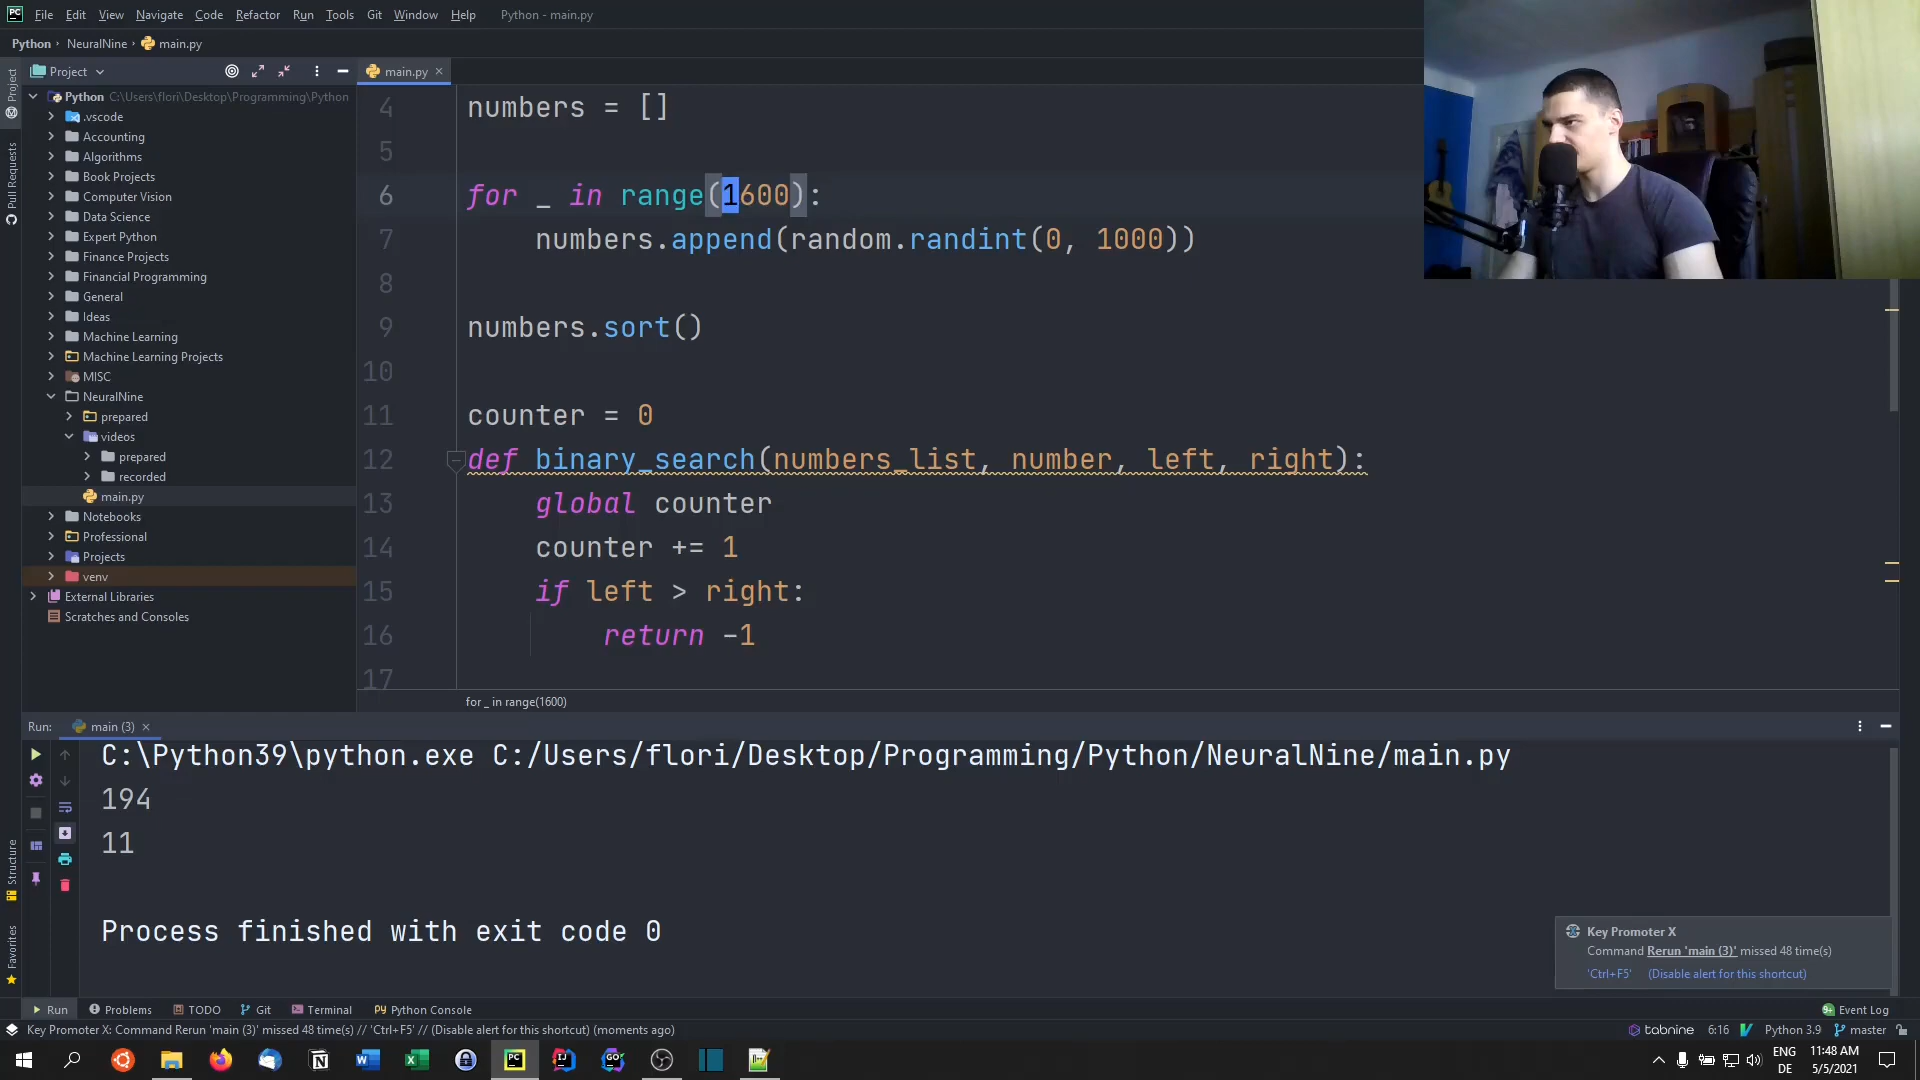 File Edit View Navigate Code Refactor Run Tools Git Window Help Python - main.py
Python › NeuralNine › main.py
Project
main.py
Python C:\Users\flori\Desktop\Programming\Python
.vscode
Accounting
Algorithms
Book Projects
Computer Vision
Data Science
Expert Python
Finance Projects
Financial Programming
General
Ideas
Machine Learning
Machine Learning Projects
MISC
NeuralNine
prepared
videos
prepared
recorded
main.py
Notebooks
Professional
Projects
venv
External Libraries
Scratches and Consoles
Project
Pull Requests
Structure
Favorites
4 numbers = []
5
6 for _ in range(1600):
7 numbers.append(random.randint(0, 1000))
8
9 numbers.sort()
10
11 counter = 0
12 def binary_search(numbers_list, number, left, right):
13 global counter
14 counter += 1
15 if left > right:
16 return -1
17
for _ in range(1600)
Run: main (3)
C:\Python39\python.exe C:/Users/flori/Desktop/Programming/Python/NeuralNine/main.py
194
11
Process finished with exit code 0
Key Promoter X
Command Rerun 'main (3)' missed 48 time(s)
'Ctrl+F5' (Disable alert for this shortcut)
Run Problems TODO Git Terminal Python Console Event Log
Key Promoter X: Command Rerun 'main (3)' missed 48 time(s) // 'Ctrl+F5' // (Disable alert for this shortcut) (moments ago) tabnine 6:16 Python 3.9 master
ENG 11:48 AM
DE 5/5/2021